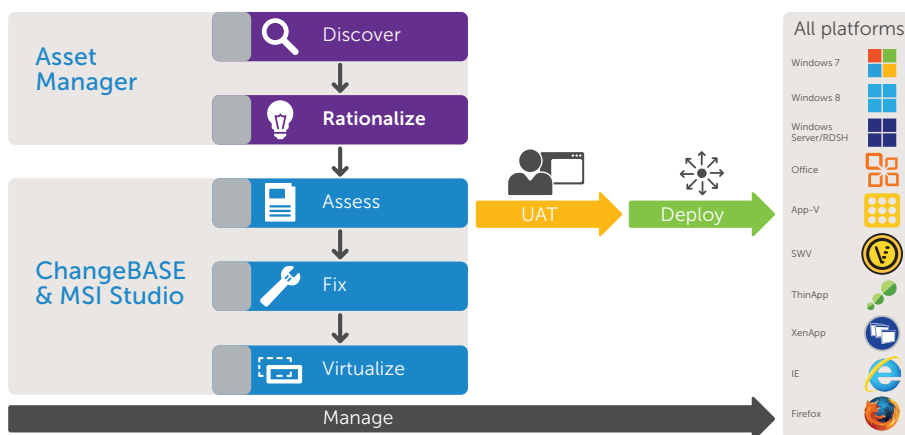 Asset
Manager
Discover
Rationalize
ChangeBASE
& MSI Studio
Assess
Fix
Virtualize
UAT
Deploy
Manage
All platforms
Windows 7
Windows 8
Windows
Server/RDSH
Office
App-V
SWV
ThinApp
XenApp
IE
Firefox